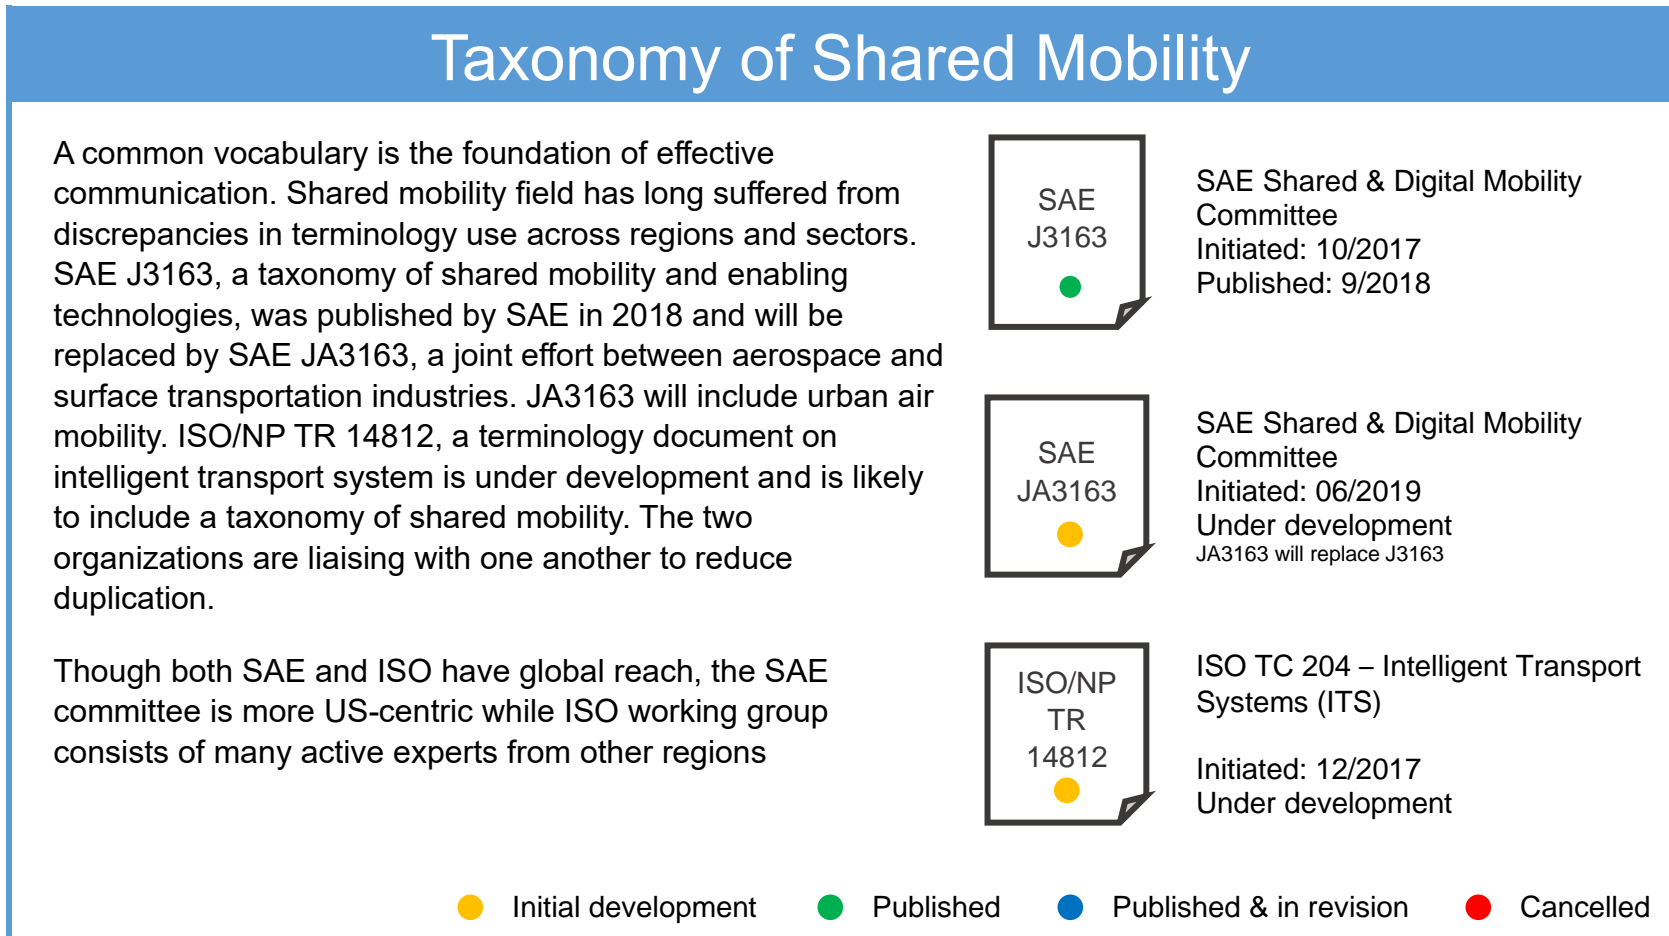 Taxonomy of Shared Mobility
A common vocabulary is the foundation of effective
communication. Shared mobility field has long suffered from
discrepancies in terminology use across regions and sectors.
SAE J3163, a taxonomy of shared mobility and enabling
technologies, was published by SAE in 2018 and will be
replaced by SAE JA3163, a joint effort between aerospace and
surface transportation industries. JA3163 will include urban air
mobility. ISO/NP TR 14812, a terminology document on
intelligent transport system is under development and is likely
to include a taxonomy of shared mobility. The two
organizations are liaising with one another to reduce
duplication.
Though both SAE and ISO have global reach, the SAE
committee is more US-centric while ISO working group
consists of many active experts from other regions
SAE
J3163
SAE Shared & Digital Mobility
Committee
Initiated: 10/2017
Published: 9/2018
SAE
JA3163
SAE Shared & Digital Mobility
Committee
Initiated: 06/2019
Under development
JA3163 will replace J3163
ISO/NP
TR
14812
ISO TC 204 – Intelligent Transport
Systems (ITS)
Initiated: 12/2017
Under development
Initial development
Published
Published & in revision
Cancelled